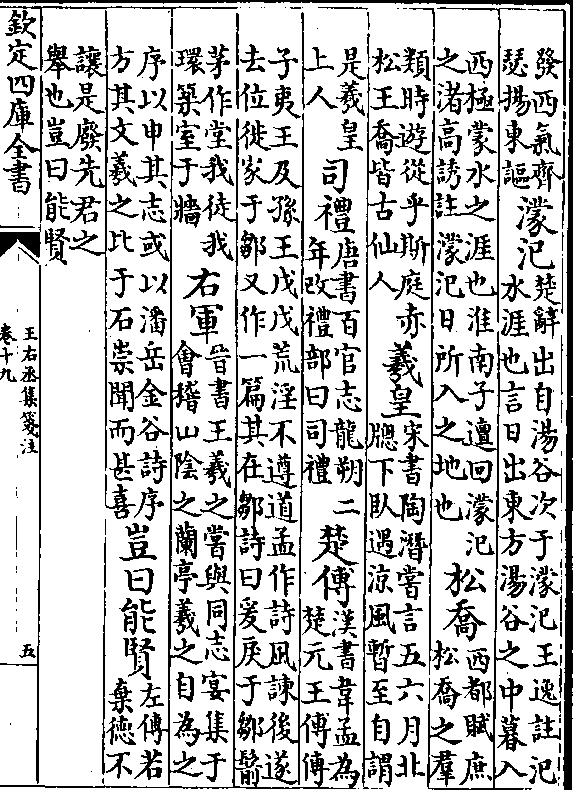 發西氣齊
瑟揚東謳
濛汜
楚辭出自湯谷次于濛汜王逸註汜
水涯也言日出東方湯谷之中暮入
西極蒙水之涯也淮南子邅回濛汜
之渚高誘註濛汜日所入之地也
松喬
西都賦庶
松喬之羣
類時遊從乎斯庭赤
松王喬皆古仙人
羲皇
宋書陶潛嘗言五六月北
牕下臥遇涼風暫至自謂
是羲皇
上人
司禮
唐書百官志龍朔二
年改禮部曰司禮
楚傅
漢書韋孟為
楚元王傅傅
子夷王及孫王戊戊荒淫不遵道孟作詩風諫後遂
去位徙家于鄒又作一篇其在鄒詩曰爰戾于鄒鬋
茅作堂我徒我
環築室于牆
右軍
晉書王羲之嘗與同志宴集于
會稽山陰之蘭亭羲之自為之
序以申其志或以潘岳金谷詩序
方其文羲之比于石崇聞而甚喜
豈曰能賢
左傳若
棄德不
讓是廢先君之
舉也豈曰能賢
欽定四庫全書
王右丞集箋注
卷十九
五